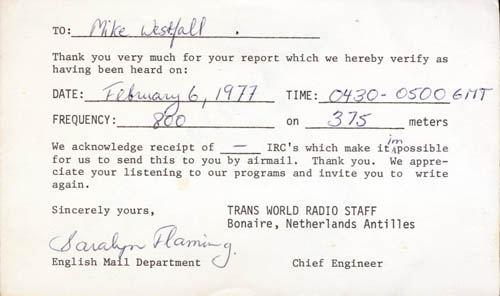 TO: Mike Westfall
Thank you very much for your report which we hereby verify as
having been heard on:
DATE: February 6, 1977 TIME: 0430-0500 GMT
FREQUENCY: 800 on 375 meters
We acknowledge receipt of — IRC's which make it impossible
for us to send this to you by airmail. Thank you. We appre-
ciate your listening to our programs and invite you to write
again.
Sincerely yours,
TRANS WORLD RADIO STAFF
Bonaire, Netherlands Antilles
Saralyn Flaming
English Mail Department
Chief Engineer